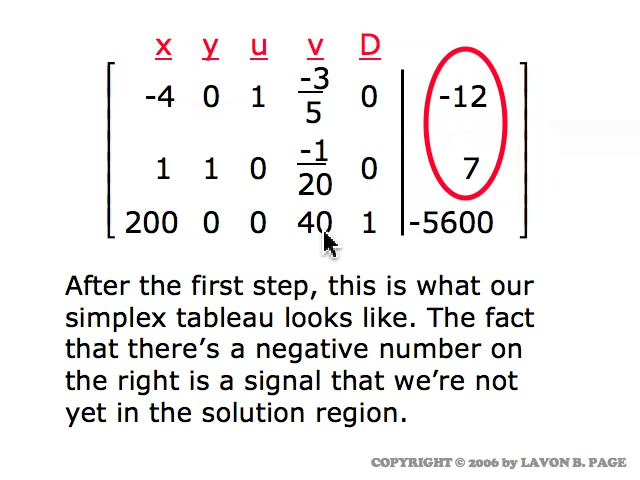 x y u v D
-4 0 1 -3/5 0 -12
1 1 0 -1/20 0 7
200 0 0 40 1 -5600
After the first step, this is what our
simplex tableau looks like. The fact
that there's a negative number on
the right is a signal that we're not
yet in the solution region.
COPYRIGHT © 2006 by LAVON B. PAGE